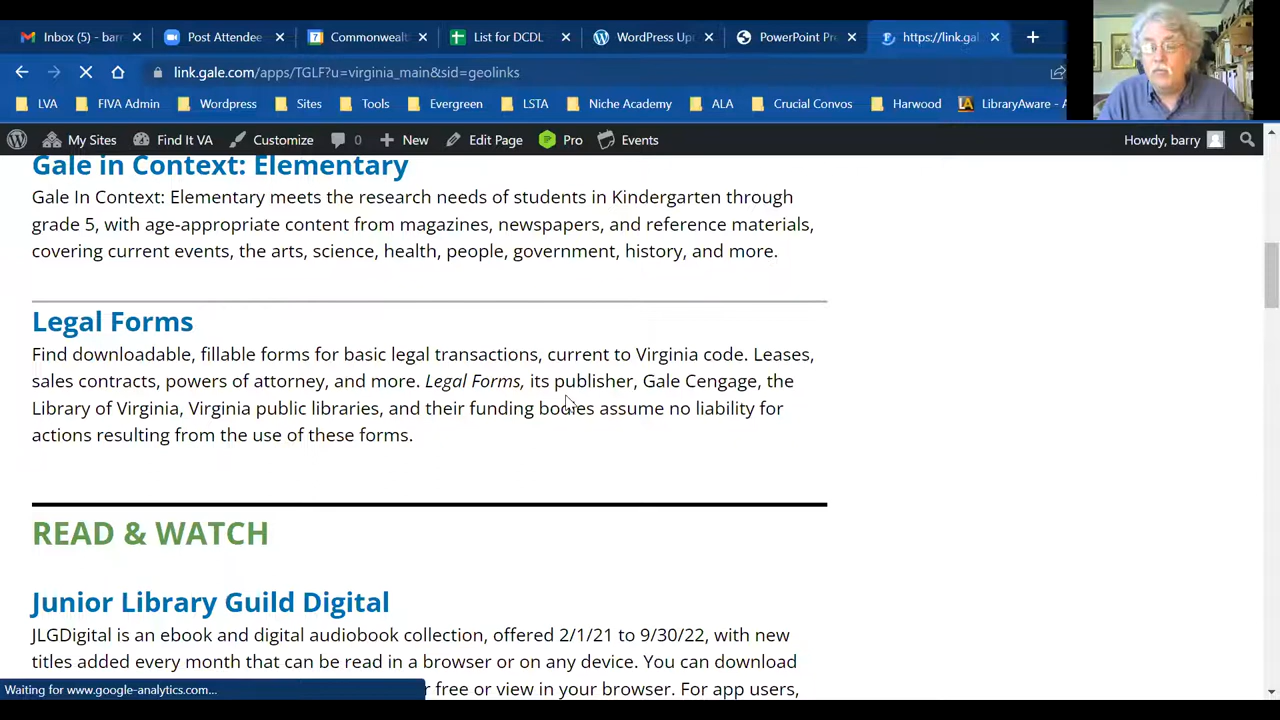 Inbox (5) - barr
Post Attendee
7
Commonwealt
List for DCDL
WordPress Up
PowerPoint Pr
https://link.gal
link.gale.com/apps/TGLF?u=virginia_main&sid=geolinks
LVA
FIVA Admin
Wordpress
Sites
Tools
Evergreen
LSTA
Niche Academy
ALA
Crucial Convos
Harwood
LA LibraryAware - A
My Sites
Find It VA
Customize
0
New
Edit Page
Pro
Events
Howdy, barry
Gale in Context: Elementary
Gale In Context: Elementary meets the research needs of students in Kindergarten through
grade 5, with age-appropriate content from magazines, newspapers, and reference materials,
covering current events, the arts, science, health, people, government, history, and more.
Legal Forms
Find downloadable, fillable forms for basic legal transactions, current to Virginia code. Leases,
sales contracts, powers of attorney, and more. Legal Forms, its publisher, Gale Cengage, the
Library of Virginia, Virginia public libraries, and their funding bodies assume no liability for
actions resulting from the use of these forms.
READ & WATCH
Junior Library Guild Digital
JLGDigital is an ebook and digital audiobook collection, offered 2/1/21 to 9/30/22, with new
titles added every month that can be read in a browser or on any device. You can download
r free or view in your browser. For app users,
Waiting for www.google-analytics.com...